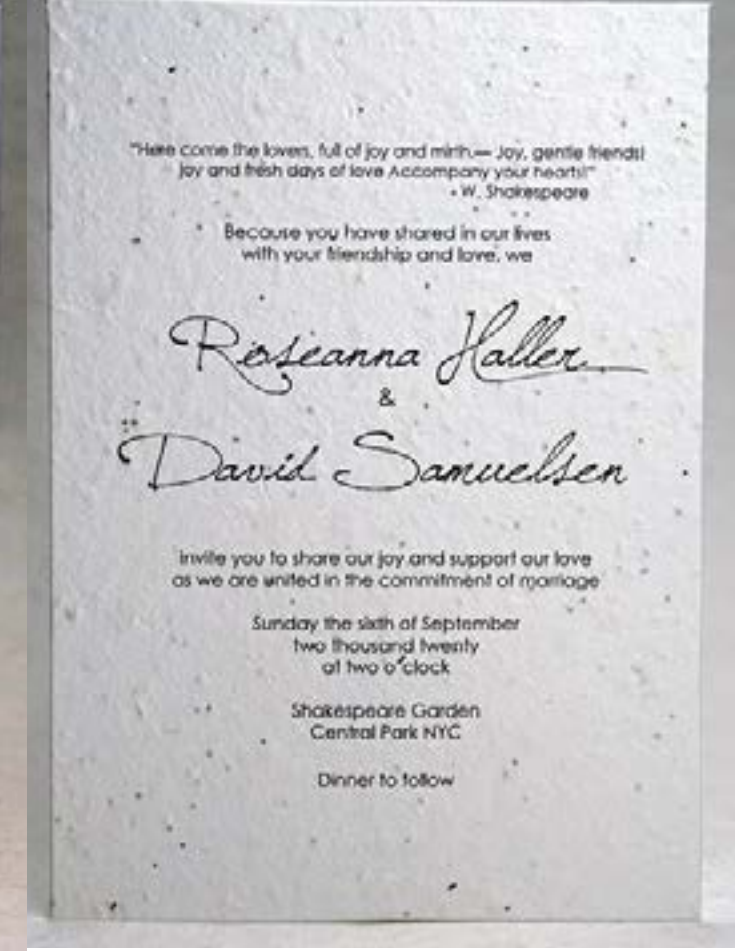 "Here come the lovers, full of joy and mirth.— Joy, gentle friends!
joy and fresh days of love Accompany your hearts!"
- W. Shakespeare
Because you have shared in our lives
with your friendship and love, we
Roseanna Haller
&
David Samuelsen
invite you to share our joy and support our love
as we are united in the commitment of marriage
Sunday the sixth of September
two thousand twenty
at two o'clock
Shakespeare Garden
Central Park NYC
Dinner to follow